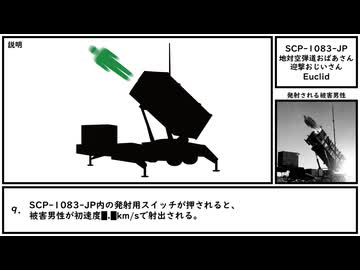 説明
SCP-1083-JP
地対空弾道おばあさん
迎撃おじいさん
Euclid
発射される被害男性
9. SCP-1083-JP内の発射用スイッチが押されると、
被害男性が初速度█.█km/sで射出される。